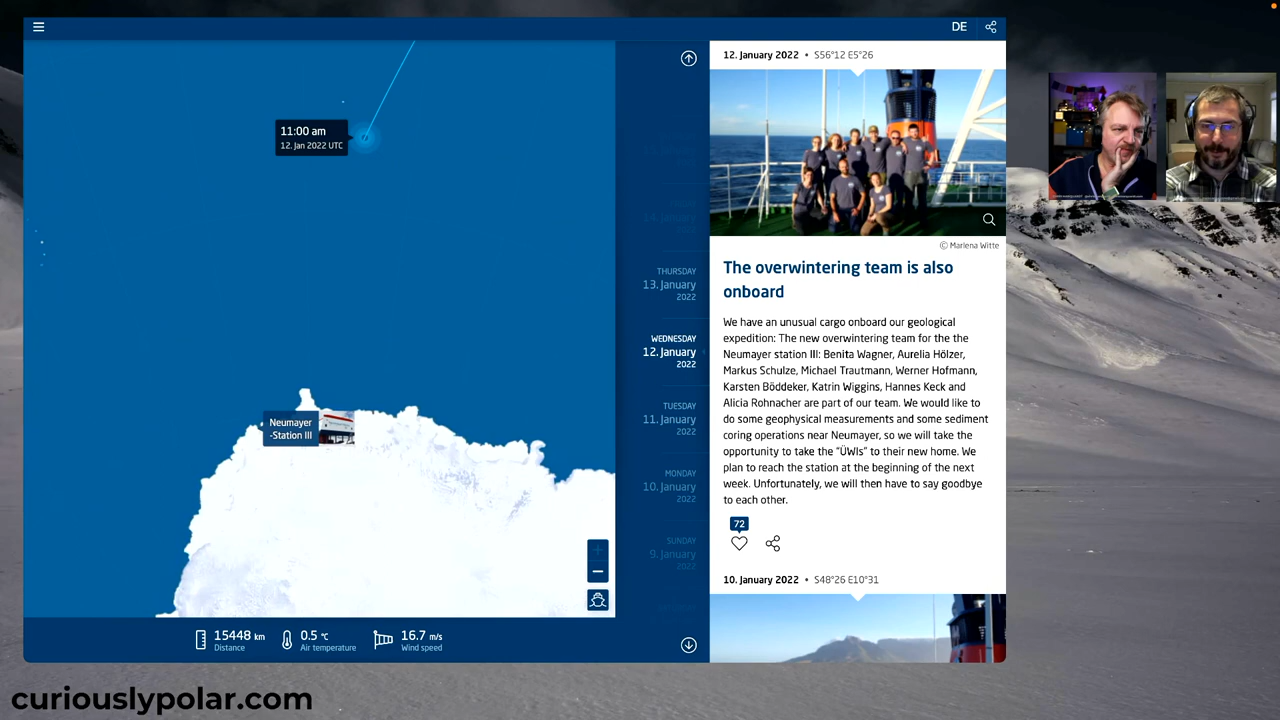 DE
11:00 am
12. Jan 2022 UTC
Neumayer
-Station III
15448 km
Distance
0.5 °C
Air temperature
16.7 m/s
Wind speed
THURSDAY
13. January
2022
WEDNESDAY
12. January
2022
TUESDAY
11. January
2022
MONDAY
10. January
2022
SUNDAY
9. January
2022
12. January 2022 • S56°12 E5°26
© Marlena Witte
The overwintering team is also
onboard
We have an unusual cargo onboard our geological
expedition: The new overwintering team for the the
Neumayer station III: Benita Wagner, Aurelia Hölzer,
Markus Schulze, Michael Trautmann, Werner Hofmann,
Karsten Böddeker, Katrin Wiggins, Hannes Keck and
Alicia Rohnacher are part of our team. We would like to
do some geophysical measurements and some sediment
coring operations near Neumayer, so we will take the
opportunity to take the "ÜWIs" to their new home. We
plan to reach the station at the beginning of the next
week. Unfortunately, we will then have to say goodbye
to each other.
72
10. January 2022 • S48°26 E10°31
curiouslypolar.com